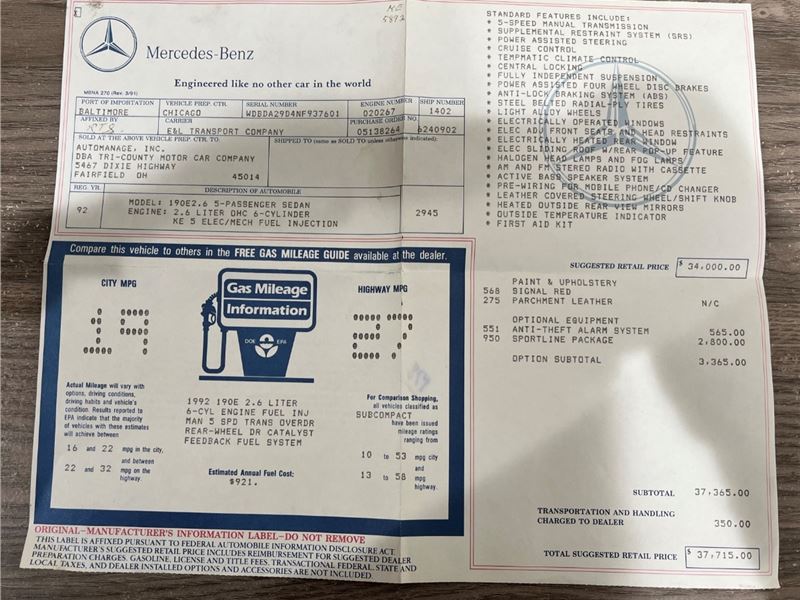 ME
5892
Mercedes-Benz
Engineered like no other car in the world
MBNA 270 (Rev. 3/91)
PORT OF IMPORTATION VEHICLE PREP. CTR. SERIAL NUMBER ENGINE NUMBER SHIP NUMBER
BALTIMORE CHICAGO WDBDA29D4NF937601 020267 1402
AFFIXED BY CARRIER PURCHASE ORDER NO.
E&L TRANSPORT COMPANY 05138264 6240902
SOLD AT THE ABOVE VEHICLE PREP. CTR. TO: SHIPPED TO (same as SOLD TO unless otherwise indicated):
AUTOMANAGE, INC.
DBA TRI-COUNTY MOTOR CAR COMPANY
5467 DIXIE HIGHWAY
FAIRFIELD OH 45014
REG. YR. DESCRIPTION OF AUTOMOBILE
92 MODEL: 190E2.6 5-PASSENGER SEDAN 2945
ENGINE: 2.6 LITER OHC 6-CYLINDER
KE 5 ELEC/MECH FUEL INJECTION
STANDARD FEATURES INCLUDE:
* 5-SPEED MANUAL TRANSMISSION
* SUPPLEMENTAL RESTRAINT SYSTEM (SRS)
* POWER ASSISTED STEERING
* CRUISE CONTROL
* TEMPMATIC CLIMATE CONTROL
* CENTRAL LOCKING
* FULLY INDEPENDENT SUSPENSION
* POWER ASSISTED FOUR WHEEL DISC BRAKES
* ANTI-LOCK BRAKING SYSTEM (ABS)
* STEEL BELTED RADIAL-PLY TIRES
* LIGHT ALLOY WHEELS
* ELECTRICALLY OPERATED WINDOWS
* ELEC ADJ FRONT SEATS AND HEAD RESTRAINTS
* ELECTRICALLY HEATED REAR WINDOW
* ELEC SLIDING ROOF W/REAR POP-UP FEATURE
* HALOGEN HEAD LAMPS AND FOG LAMPS
* AM AND FM STEREO RADIO WITH CASSETTE
* ACTIVE BASS SPEAKER SYSTEM
* PRE-WIRING FOR MOBILE PHONE/CD CHANGER
* LEATHER COVERED STEERING WHEEL/SHIFT KNOB
* HEATED OUTSIDE REAR VIEW MIRRORS
* OUTSIDE TEMPERATURE INDICATOR
* FIRST AID KIT
SUGGESTED RETAIL PRICE $ 34,000.00
PAINT & UPHOLSTERY
568 SIGNAL RED
275 PARCHMENT LEATHER N/C
OPTIONAL EQUIPMENT
551 ANTI-THEFT ALARM SYSTEM 565.00
950 SPORTLINE PACKAGE 2,800.00
OPTION SUBTOTAL 3,365.00
SUBTOTAL 37,365.00
TRANSPORTATION AND HANDLING
CHARGED TO DEALER 350.00
TOTAL SUGGESTED RETAIL PRICE $ 37,715.00
Compare this vehicle to others in the FREE GAS MILEAGE GUIDE available at the dealer.
CITY MPG
19
Gas Mileage
Information
DOE EPA
HIGHWAY MPG
27
Actual Mileage will vary with
options, driving conditions,
driving habits and vehicle's
condition. Results reported to
EPA indicate that the majority
of vehicles with these estimates
will achieve between
16 and 22 mpg in the city,
and between
22 and 32 mpg on the
highway
1992 190E 2.6 LITER
6-CYL ENGINE FUEL INJ
MAN 5 SPD TRANS OVERDR
REAR-WHEEL DR CATALYST
FEEDBACK FUEL SYSTEM
Estimated Annual Fuel Cost:
$921.
For Comparison Shopping,
all vehicles classified as
SUBCOMPACT
have been issued
mileage ratings
ranging from
10 to 53 mpg city
and
13 to 58 mpg
highway.
ORIGINAL—MANUFACTURER'S INFORMATION LABEL—DO NOT REMOVE
THIS LABEL IS AFFIXED PURSUANT TO FEDERAL AUTOMOBILE INFORMATION DISCLOSURE ACT.
MANUFACTURER'S SUGGESTED RETAIL PRICE INCLUDES REIMBURSEMENT FOR SUGGESTED DEALER
PREPARATION CHARGES. GASOLINE, LICENSE AND TITLE FEES, TRANSACTIONAL FEDERAL, STATE AND
LOCAL TAXES, AND DEALER INSTALLED OPTIONS AND ACCESSORIES ARE NOT INCLUDED.